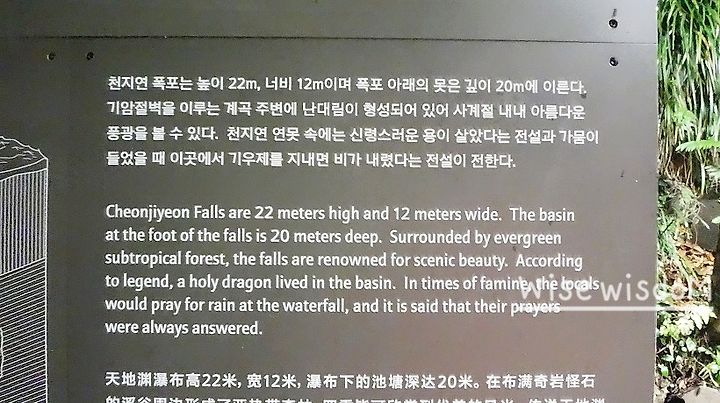 천지연 폭포는 높이 22m, 너비 12m이며 폭포 아래의 못은 깊이 20m에 이른다.
기암절벽을 이루는 계곡 주변에 난대림이 형성되어 있어 사계절 내내 아름다운
풍광을 볼 수 있다. 천지연 연못 속에는 신령스러운 용이 살았다는 전설과 가뭄이
들었을 때 이곳에서 기우제를 지내면 비가 내렸다는 전설이 전한다.
Cheonjiyeon Falls are 22 meters high and 12 meters wide. The basin
at the foot of the falls is 20 meters deep. Surrounded by evergreen
subtropical forest, the falls are renowned for scenic beauty. According
to legend, a holy dragon lived in the basin. In times of famine, the locals
would pray for rain at the waterfall, and it is said that their prayers
were always answered.
Wise wisdom
天地渊瀑布高22米，宽12米，瀑布下的池塘深达20米。在布满奇岩怪石